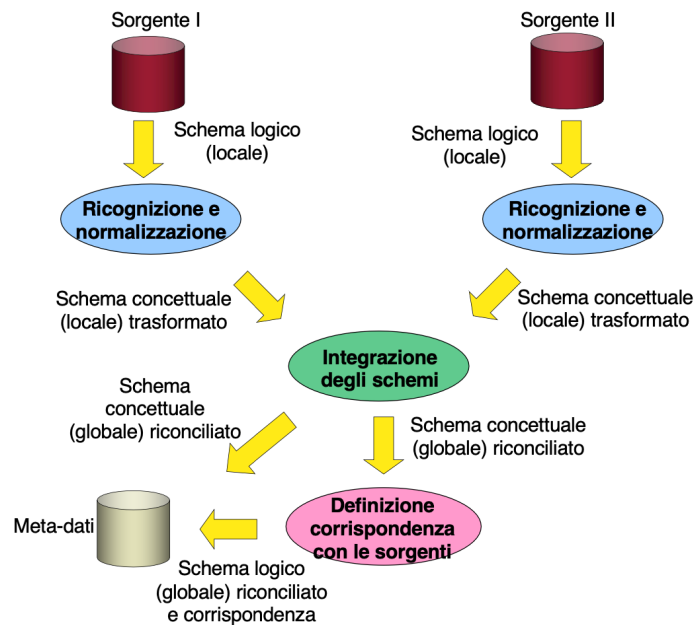 Sorgente I
Sorgente II
Schema logico
(locale)
Schema logico
(locale)
Ricognizione e
normalizzazione
Ricognizione e
normalizzazione
Schema concettuale
(locale) trasformato
Schema concettuale
(locale) trasformato
Integrazione
degli schemi
Schema
concettuale
(globale) riconciliato
Schema concettuale
(globale) riconciliato
Meta-dati
Definizione
corrispondenza
con le sorgenti
Schema logico
(globale) riconciliato
e corrispondenza